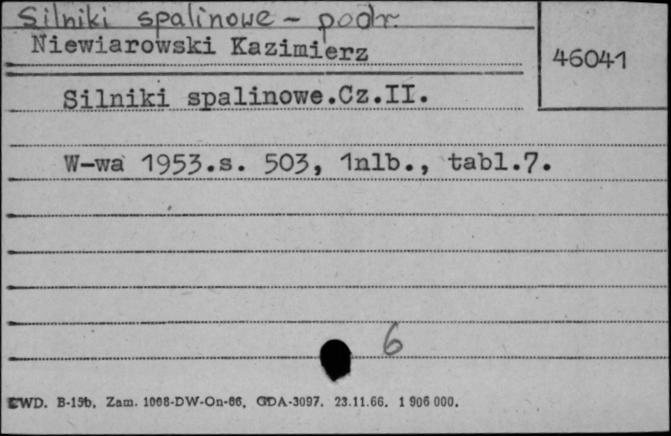 Silniki spalinowe - podr.
Niewiarowski Kazimierz
46041
Silniki spalinowe.Cz.II.
W-wa 1953.s. 503, 1nlb., tabl.7.
6
CWD. B-15b, Zam. 1068-DW-On-66, GDA-3097. 23.11.66. 1 906 000.